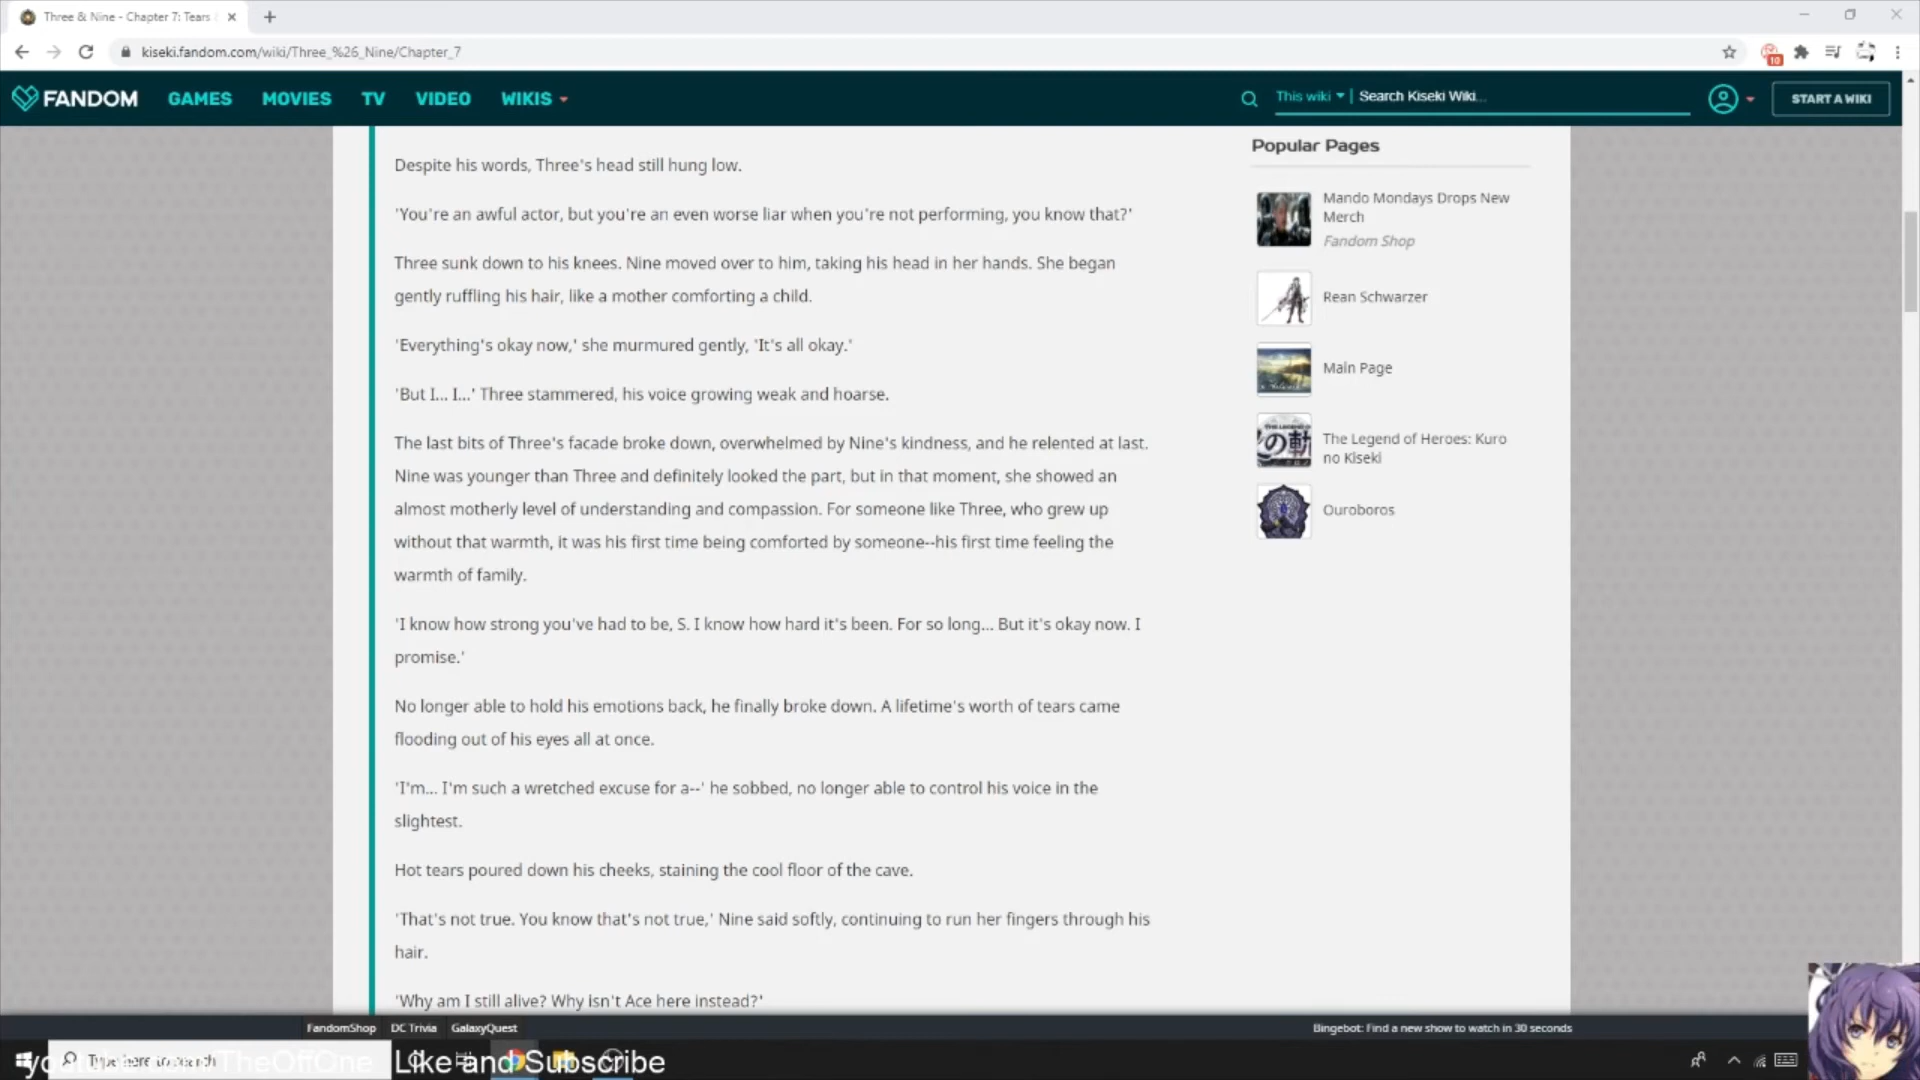 Three & Nine - Chapter 7: Tears
kiseki.fandom.com/wiki/Three_%26_Nine/Chapter_7
10
FANDOM GAMES MOVIES TV VIDEO WIKIS This wiki Search Kiseki Wiki... START A WIKI
Despite his words, Three's head still hung low.
'You're an awful actor, but you're an even worse liar when you're not performing, you know that?'
Three sunk down to his knees. Nine moved over to him, taking his head in her hands. She began
gently ruffling his hair, like a mother comforting a child.
'Everything's okay now,' she murmured gently, 'It's all okay.'
'But I... I...' Three stammered, his voice growing weak and hoarse.
The last bits of Three's facade broke down, overwhelmed by Nine's kindness, and he relented at last.
Nine was younger than Three and definitely looked the part, but in that moment, she showed an
almost motherly level of understanding and compassion. For someone like Three, who grew up
without that warmth, it was his first time being comforted by someone--his first time feeling the
warmth of family.
'I know how strong you've had to be, S. I know how hard it's been. For so long... But it's okay now. I
promise.'
No longer able to hold his emotions back, he finally broke down. A lifetime's worth of tears came
flooding out of his eyes all at once.
'I'm... I'm such a wretched excuse for a--' he sobbed, no longer able to control his voice in the
slightest.
Hot tears poured down his cheeks, staining the cool floor of the cave.
'That's not true. You know that's not true,' Nine said softly, continuing to run her fingers through his
hair.
'Why am I still alive? Why isn't Ace here instead?'
Popular Pages
Mando Mondays Drops New
Merch
Fandom Shop
Rean Schwarzer
Main Page
The Legend of Heroes: Kuro
no Kiseki
Ouroboros
FandomShop DC Trivia GalaxyQuest Bingebot: Find a new show to watch in 30 seconds
Type here to search
youtube.com/TheOffOne Like and Subscribe